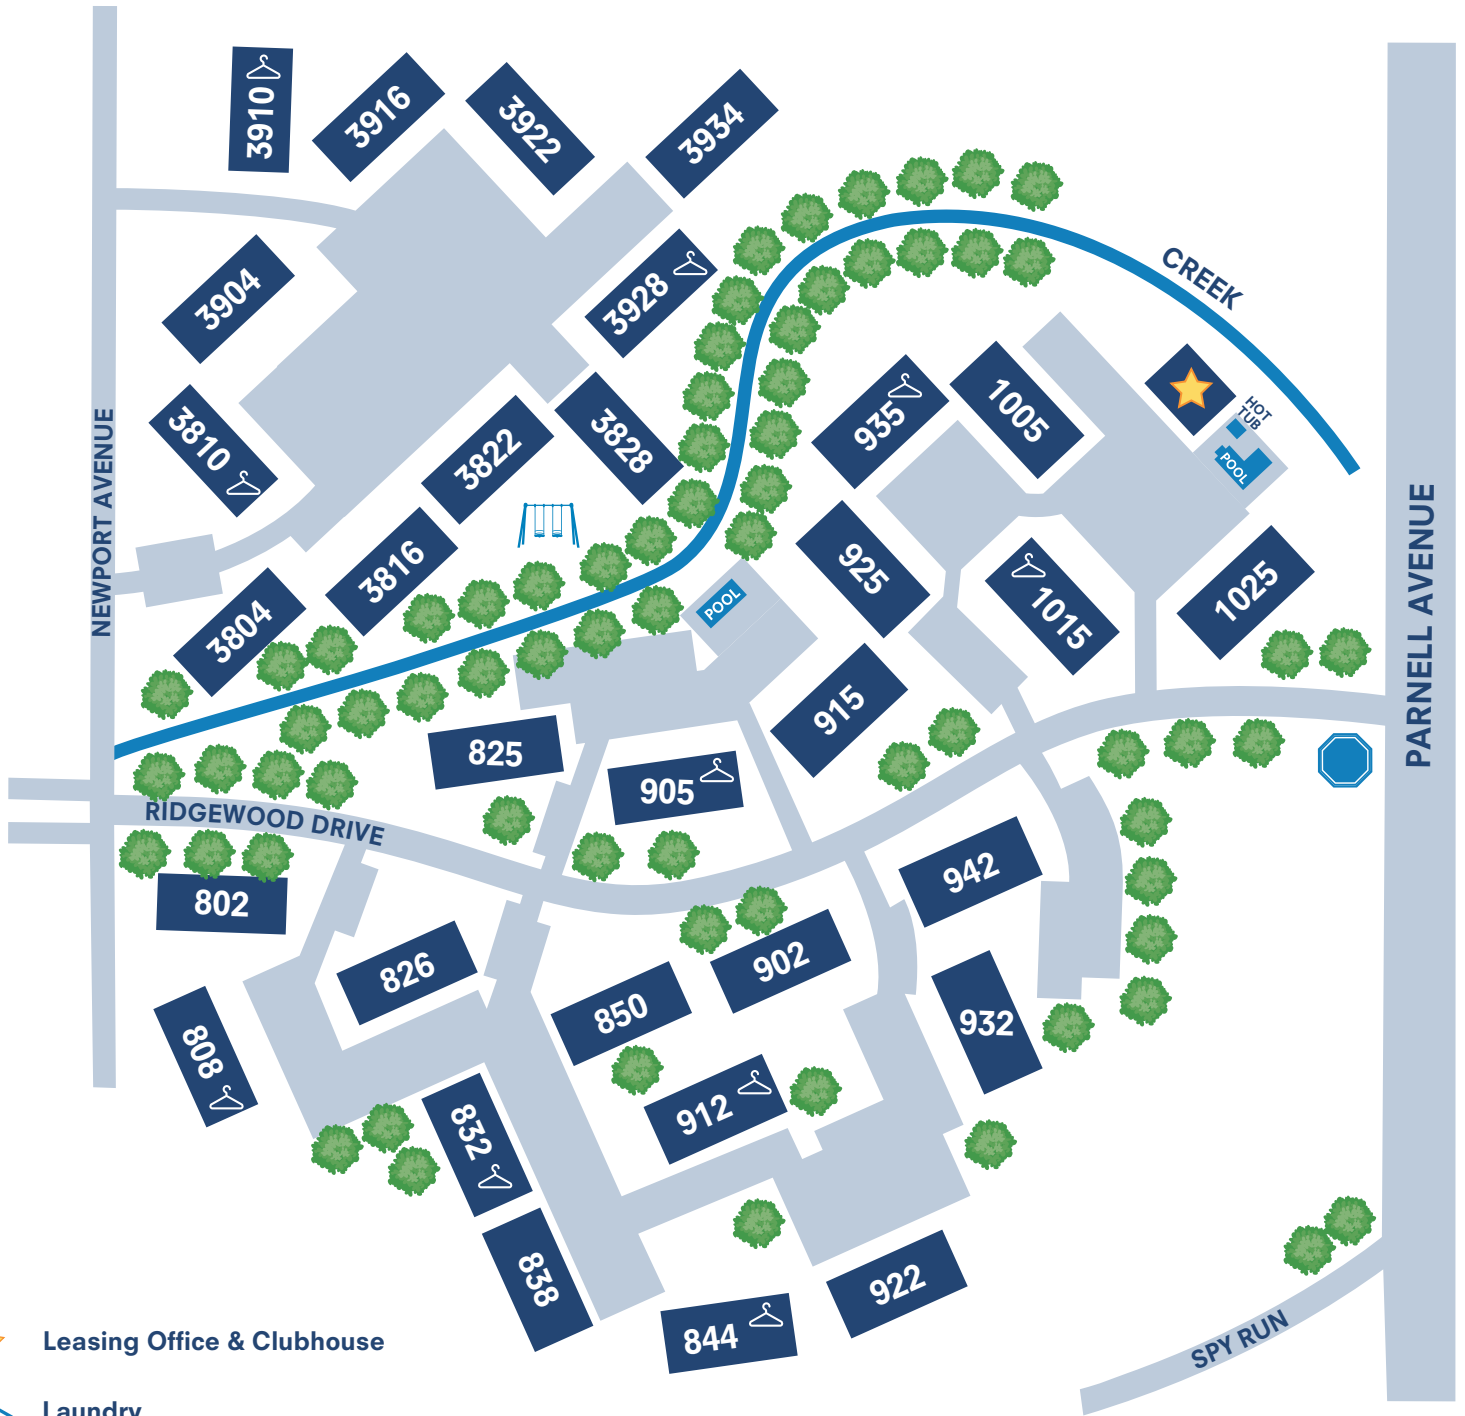 3910
3916
3922
3934
3904
3928
CREEK
3810
3822
3828
935
1005
HOT
TUB
POOL
NEWPORT AVENUE
3816
3804
925
1015
1025
POOL
PARNELL AVENUE
915
825
905
RIDGEWOOD DRIVE
802
942
826
902
850
932
808
912
832
838
922
844
SPY RUN
Leasing Office & Clubhouse
Laundry